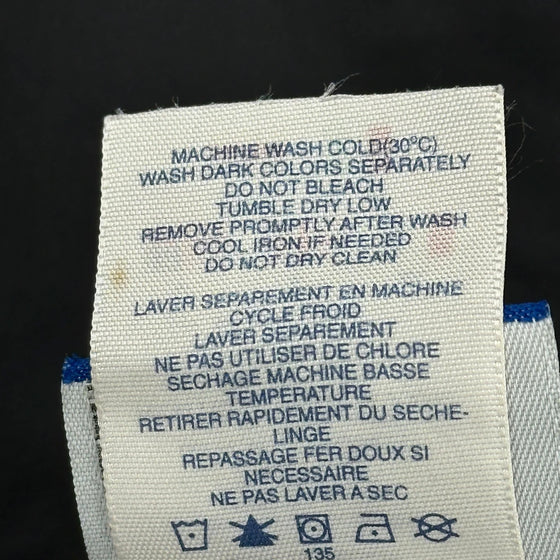 MACHINE WASH COLD(30°C)
WASH DARK COLORS SEPARATELY
DO NOT BLEACH
TUMBLE DRY LOW
REMOVE PROMPTLY AFTER WASH
COOL IRON IF NEEDED
DO NOT DRY CLEAN
LAVER SEPAREMENT EN MACHINE
CYCLE FROID
LAVER SEPAREMENT
NE PAS UTILISER DE CHLORE
SECHAGE MACHINE BASSE
TEMPERATURE
RETIRER RAPIDEMENT DU SECHE-
LINGE
REPASSAGE FER DOUX SI
NECESSAIRE
NE PAS LAVER A SEC
135